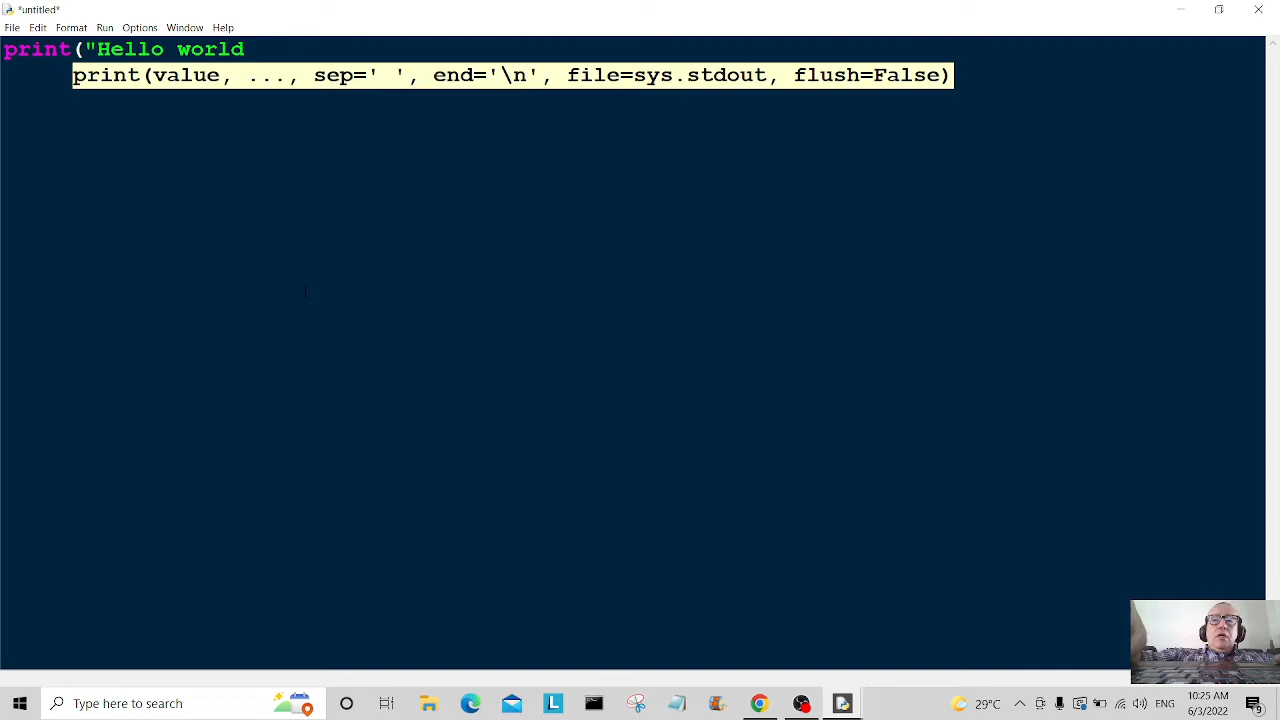 *untitled*
File Edit Format Run Options Window Help
print("Hello world
print(value, ..., sep=' ', end='\n', file=sys.stdout, flush=False)
Type here to search
L
29°C
ENG
10:25 AM
6/3/2022
9